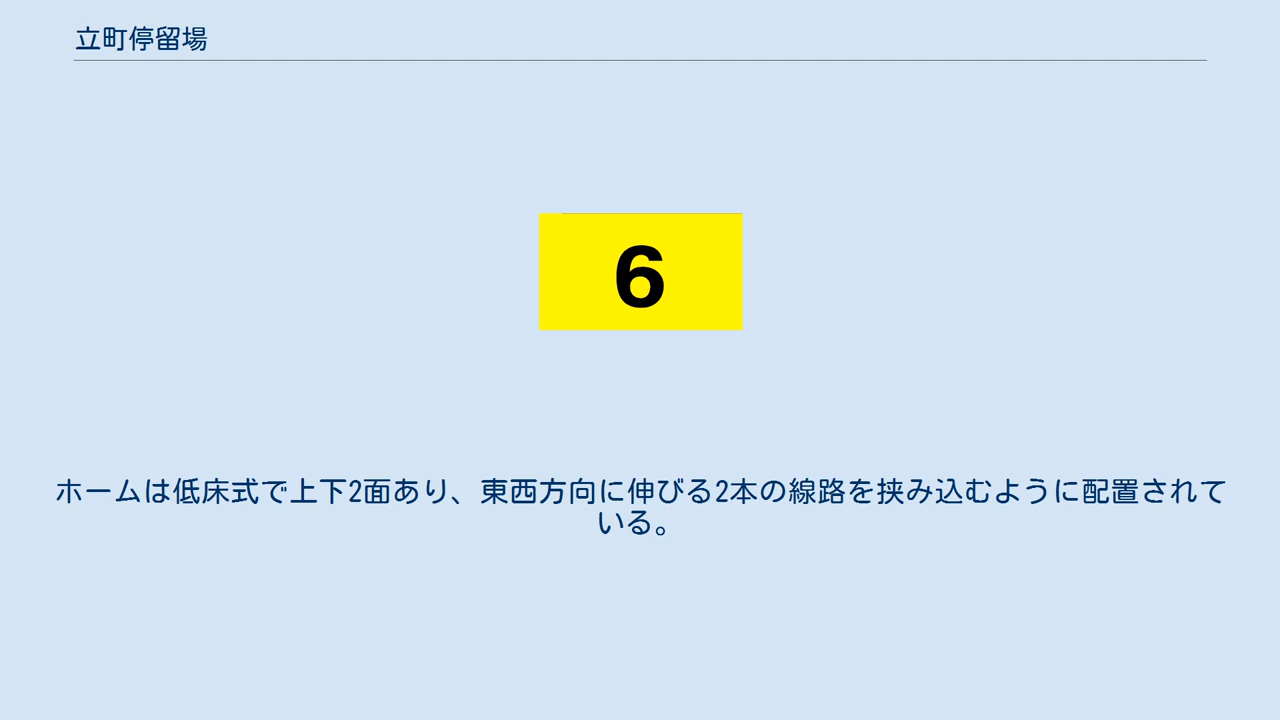 立町停留場
6
ホームは低床式で上下2面あり、東西方向に伸びる2本の線路を挟み込むように配置されて
いる。